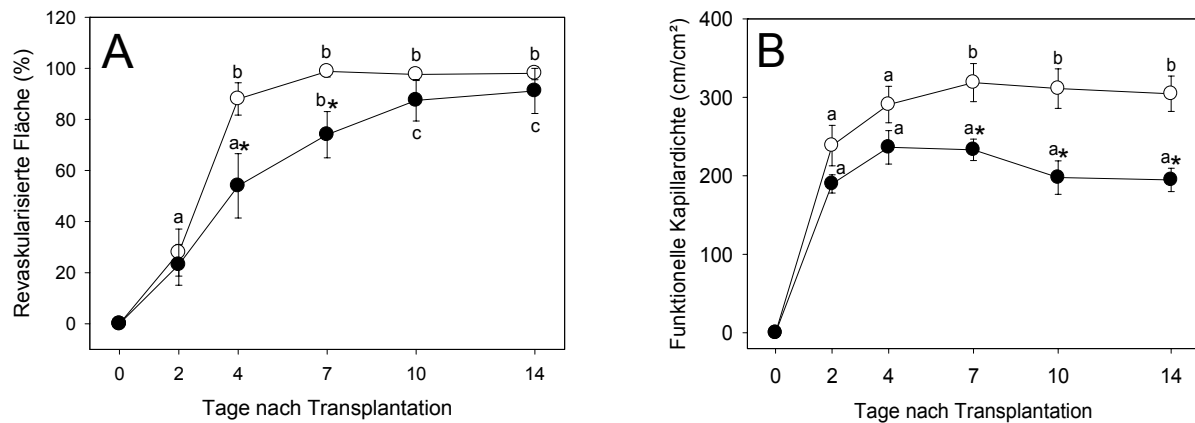 A
Revaskularisierte Fläche (%)
120
100
80
60
40
20
0
a
b
b
b
b
a*
b*
c
c
0 2 4 7 10 14
Tage nach Transplantation
B
Funktionelle Kapillardichte (cm/cm²)
400
300
200
100
0
a
a
b
b
b
a
a
a*
a*
a*
0 2 4 7 10 14
Tage nach Transplantation